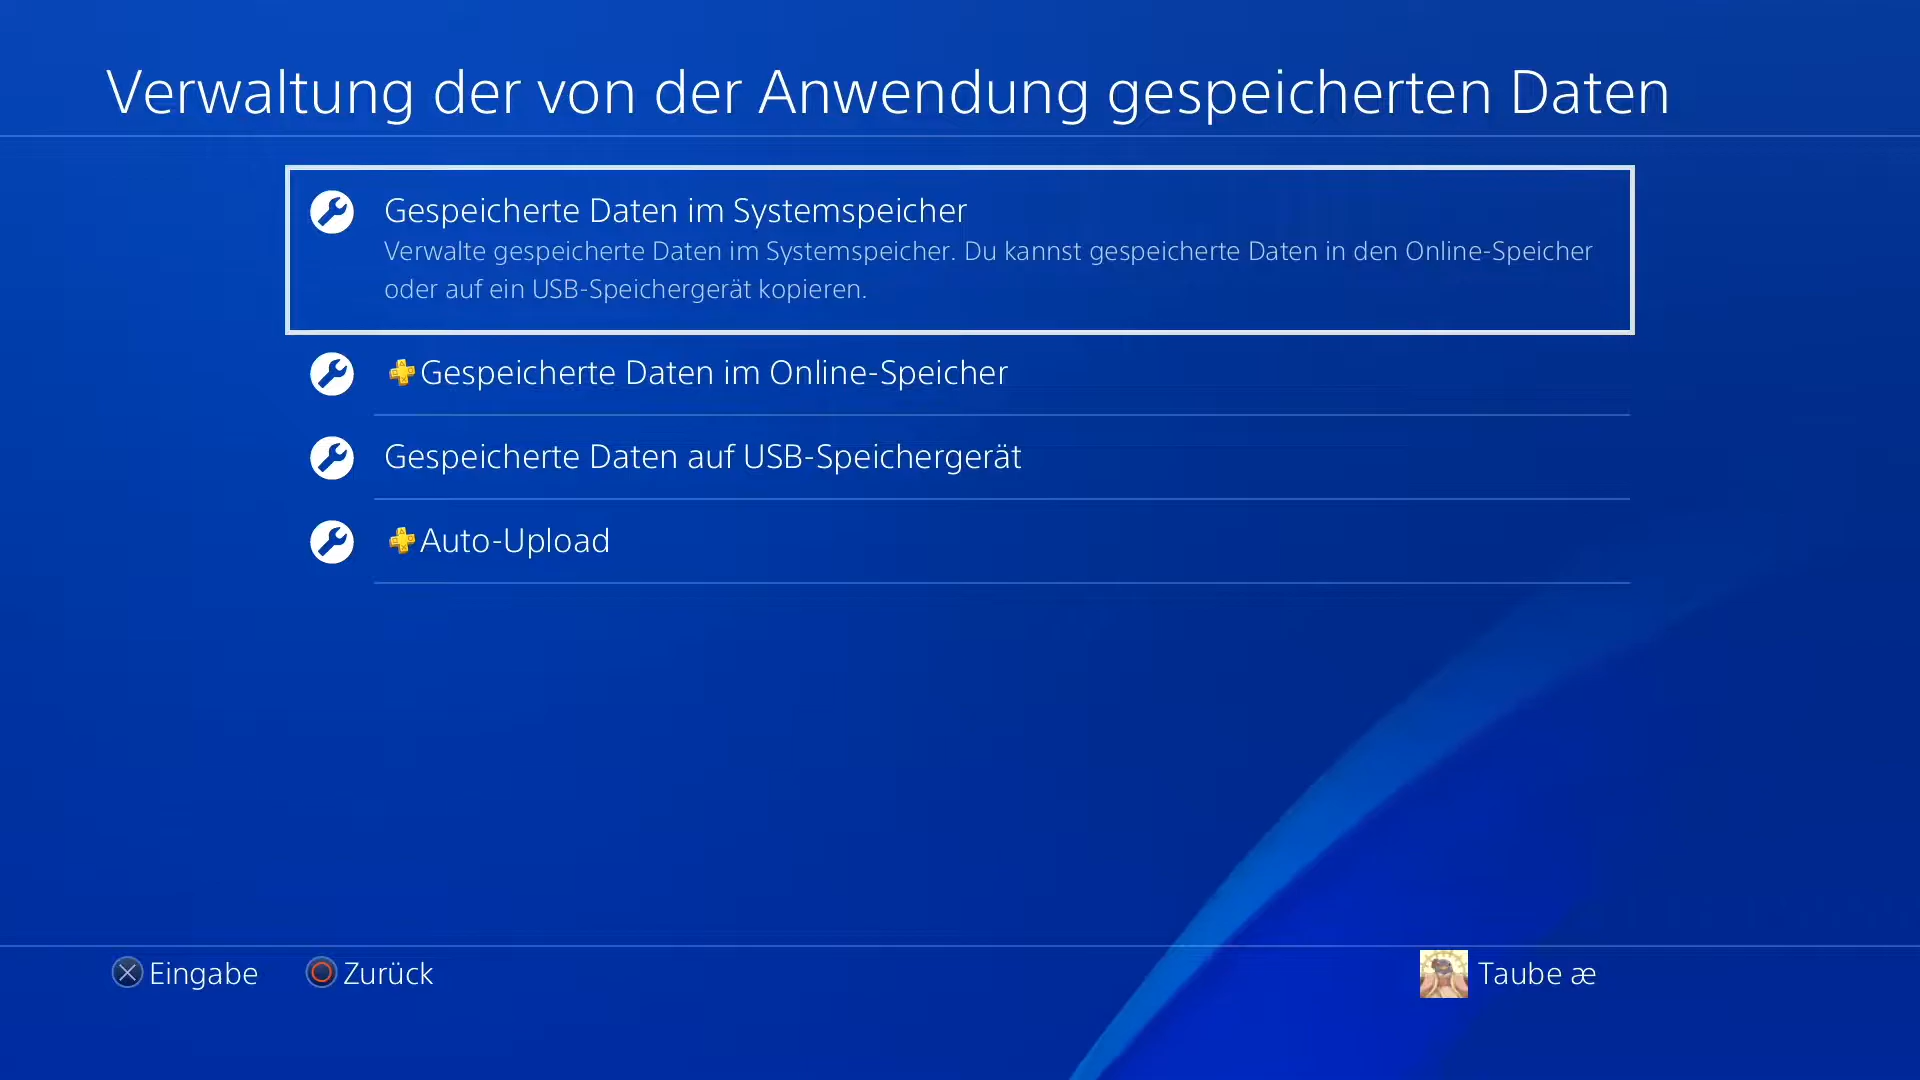 Verwaltung der von der Anwendung gespeicherten Daten
Gespeicherte Daten im Systemspeicher
Verwalte gespeicherte Daten im Systemspeicher. Du kannst gespeicherte Daten in den Online-Speicher
oder auf ein USB-Speichergerät kopieren.
Gespeicherte Daten im Online-Speicher
Gespeicherte Daten auf USB-Speichergerät
Auto-Upload
Eingabe
Zurück
Taube æ